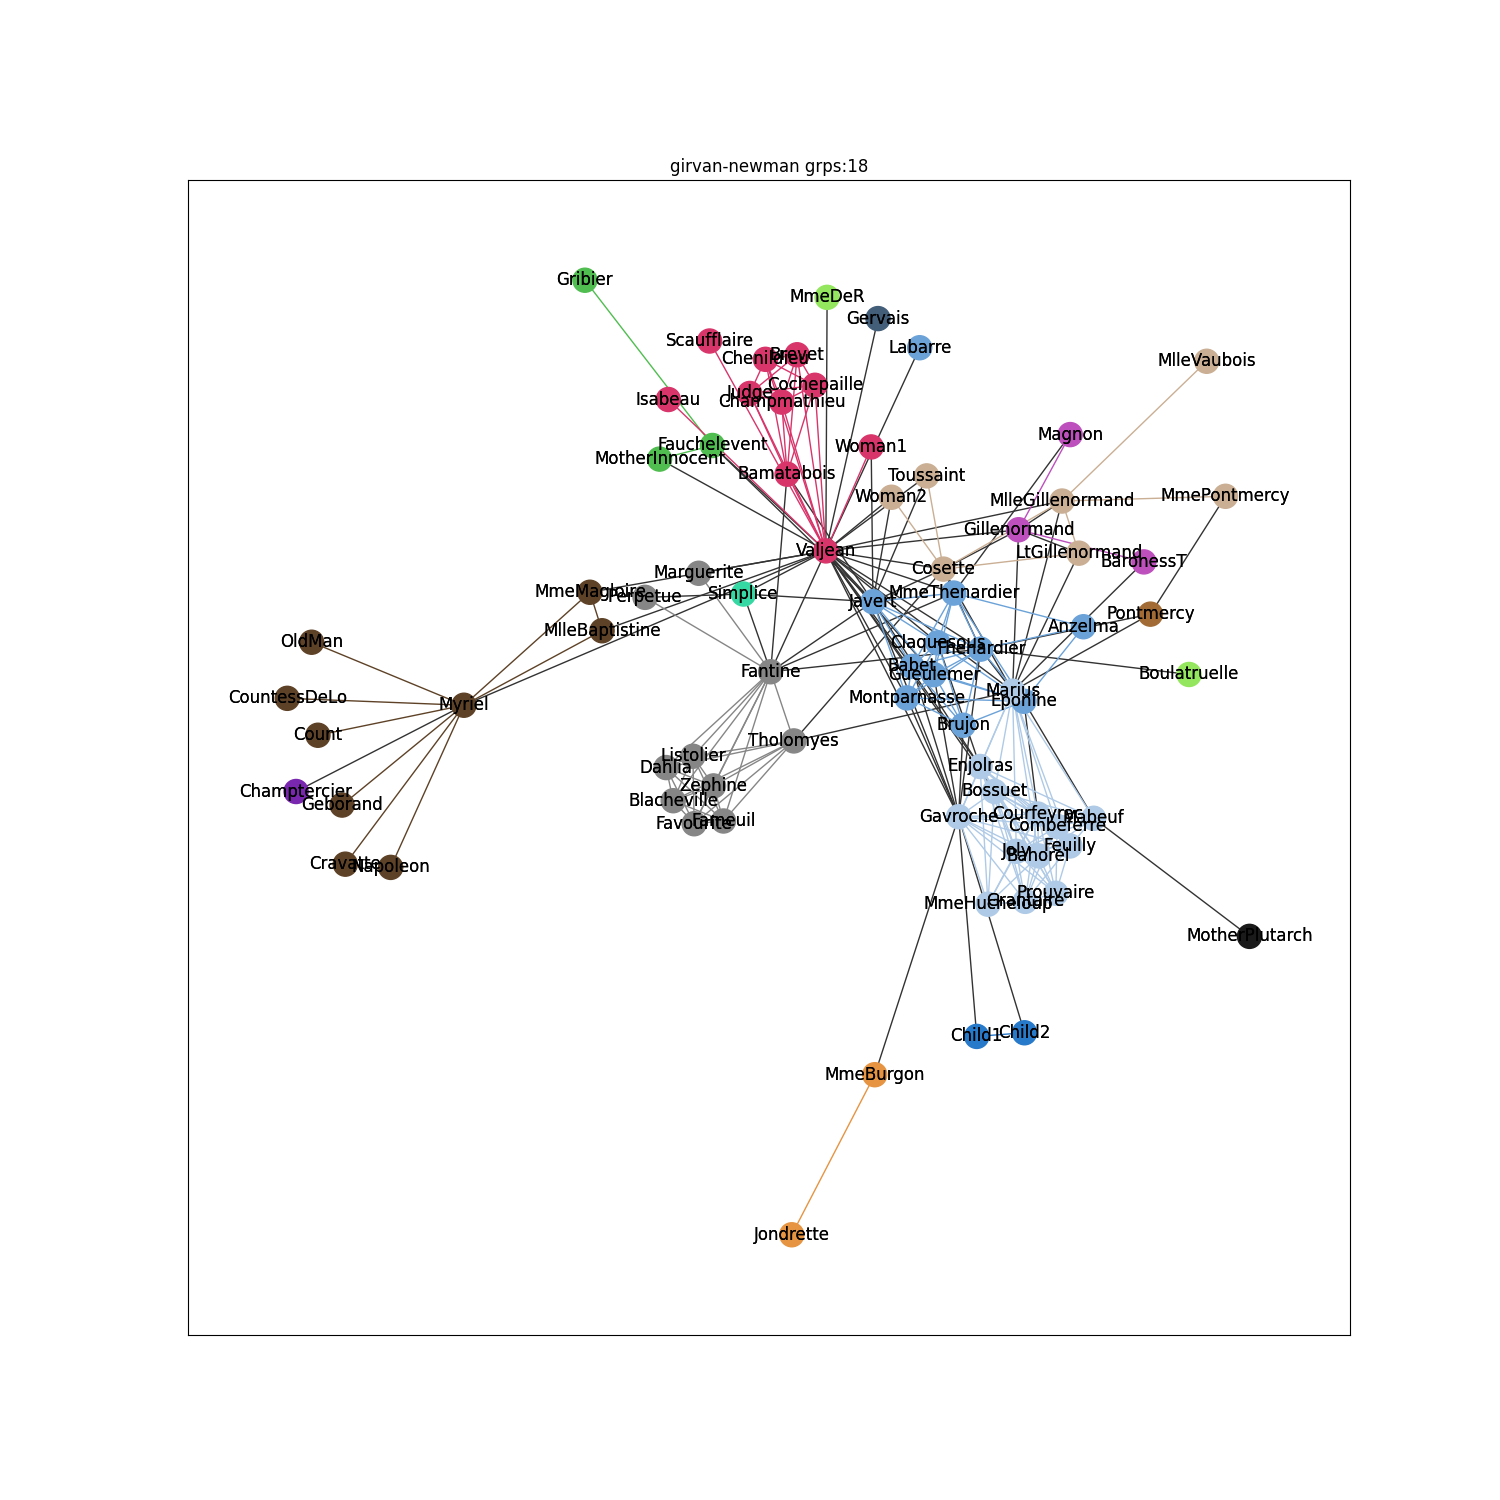 girvan-newman grps:18
Gribier
MmeDeR
Gervais
Scaufflaire
Labarre
Chenildieu
Brevet
MlleVaubois
Judge
Cochepaille
Isabeau
Champmathieu
Magnon
Fauchelevent
Woman1
MotherInnocent
Bamatabois
Toussaint
Woman2
MlleGillenormand
MmePontmercy
Gillenormand
Valjean
LtGillenormand
BaronessT
Marguerite
Cosette
MmeMagloire
Perpetue
Simplice
Javert
MmeThenardier
Pontmercy
MlleBaptistine
Anzelma
OldMan
Claquesous
Thenardier
Babet
Gueulemer
Fantine
Boulatruelle
CountessDeLo
Myriel
Montparnasse
Marius
Eponine
Count
Brujon
Tholomyes
Listolier
Dahlia
Enjolras
Zephine
Bossuet
Champtercier
Geborand
Blacheville
Favourite
Fameuil
Gavroche
Courfeyrac
Mabeuf
Combeferre
Joly
Feuilly
Bahorel
Cravatte
Napoleon
Prouvaire
MmeHucheloup
Grantaire
MotherPlutarch
Child1
Child2
MmeBurgon
Jondrette